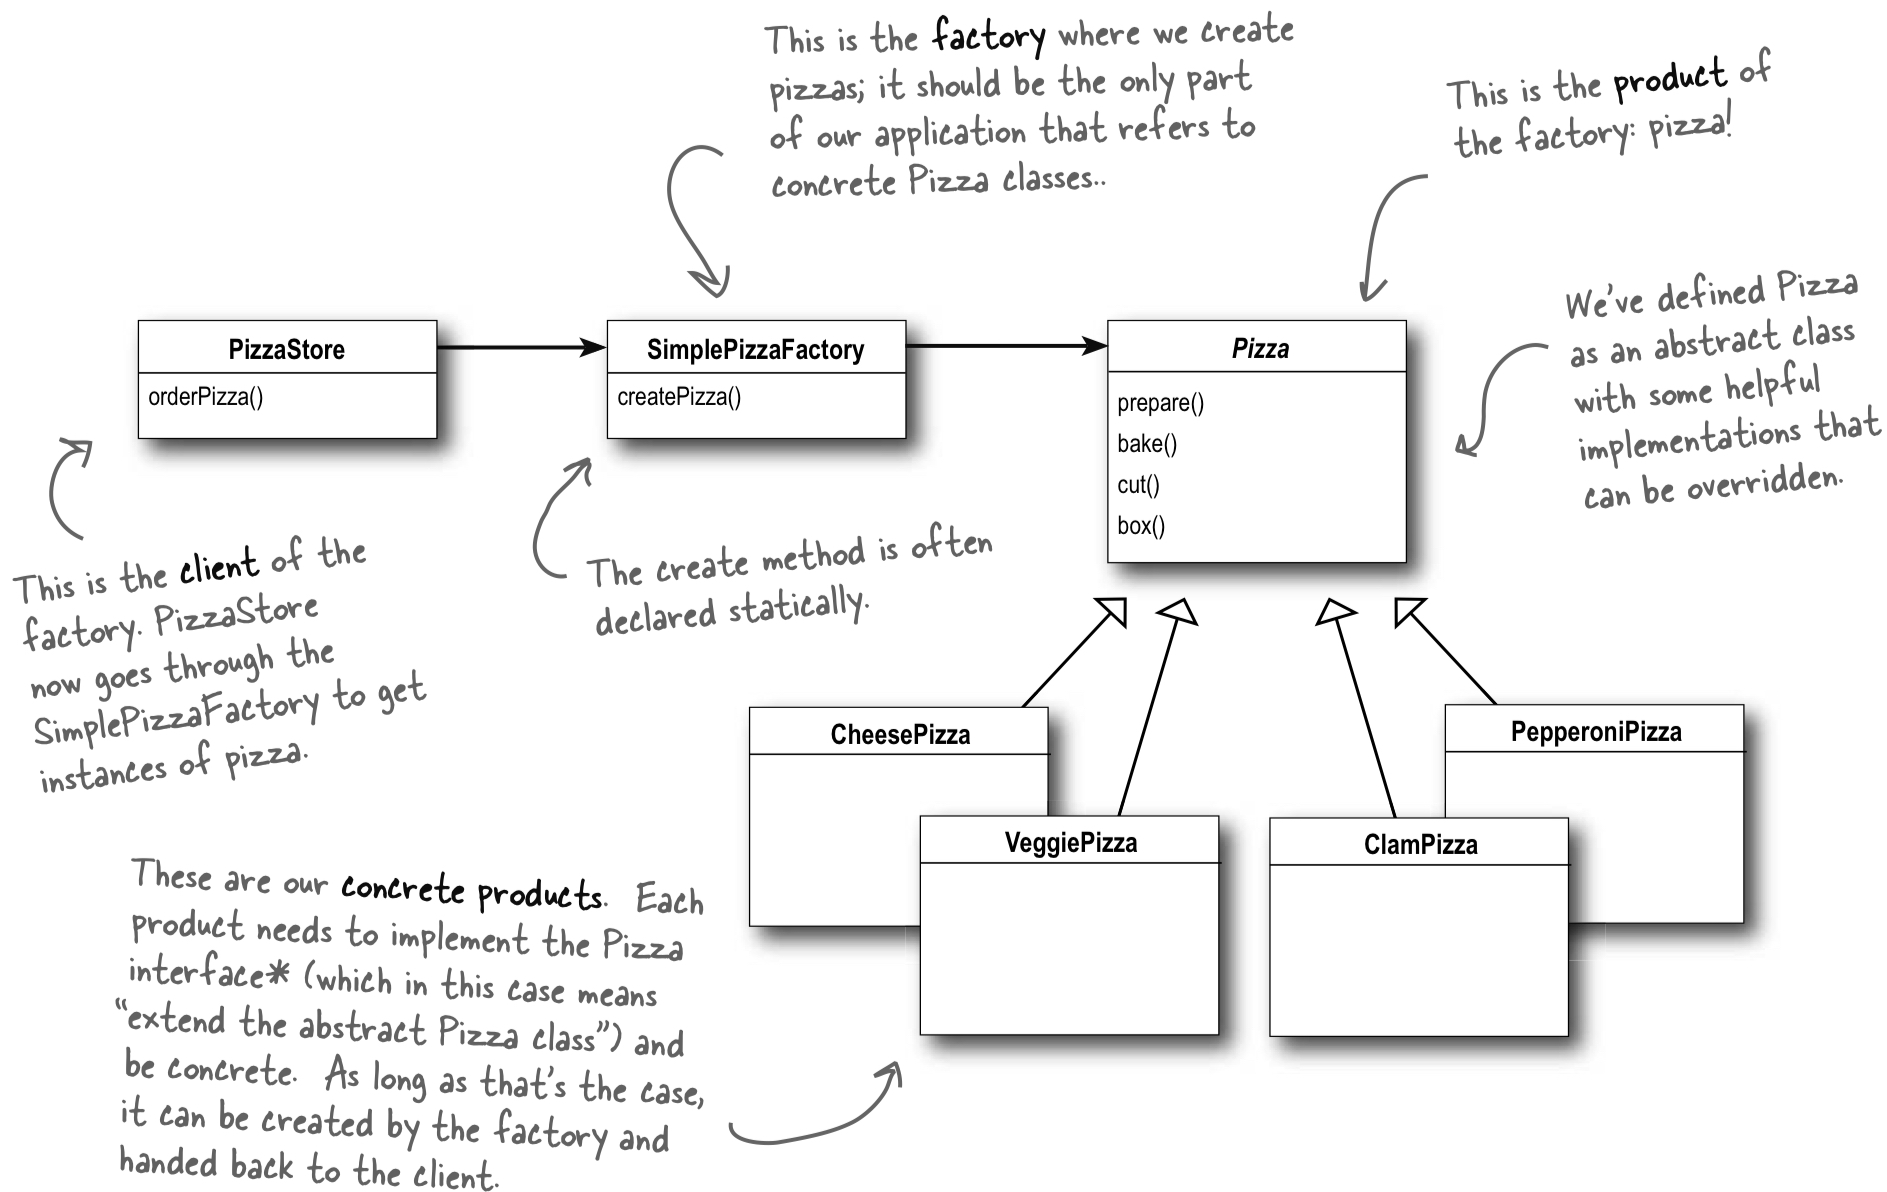 This is the factory where we create
pizzas; it should be the only part
of our application that refers to
concrete Pizza classes..
This is the product of
the factory: pizza!
We've defined Pizza
as an abstract class
with some helpful
implementations that
can be overridden.
PizzaStore
orderPizza()
SimplePizzaFactory
createPizza()
Pizza
prepare()
bake()
cut()
box()
This is the client of the
factory. PizzaStore
now goes through the
SimplePizzaFactory to get
instances of pizza.
The create method is often
declared statically.
CheesePizza
VeggiePizza
ClamPizza
PepperoniPizza
These are our concrete products. Each
product needs to implement the Pizza
interface* (which in this case means
“extend the abstract Pizza class”) and
be concrete. As long as that's the case,
it can be created by the factory and
handed back to the client.